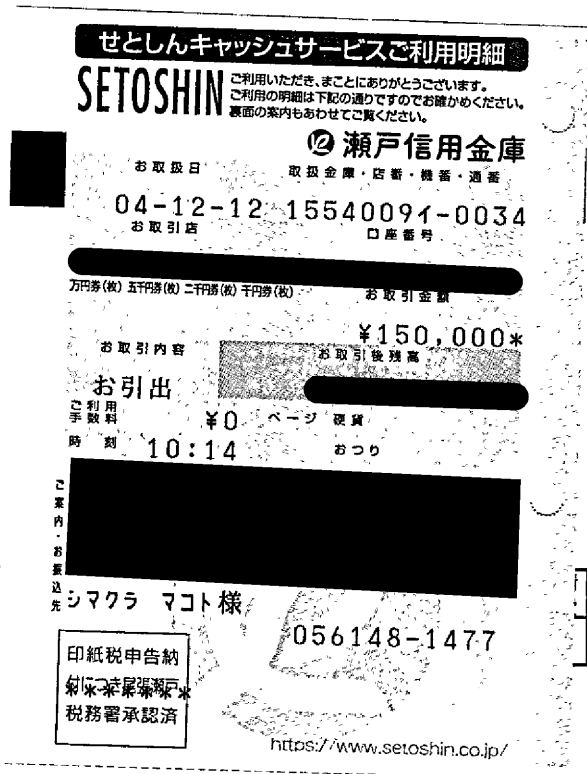 せとしんキャッシュサービスご利用明細
SETOSHIN
ご利用いただき、まことにありがとうございます。
ご利用の明細は下記の通りですのでお確かめください。
裏面の案内もあわせてご覧ください。
瀬戸信用金庫
お取扱日 取扱金庫・店番・機番・通番
04-12-12 15540091-0034
お取引店 口座番号
万円券(枚) 五千円券(枚) 二千円券(枚) 千円券(枚) お取引金額
¥150,000*
お取引内容 お取引後残高
お引出
ご利用手数料 ¥0 ページ 硬貨
時刻 10:14 おつり
ご案内・お振込先
シマクラ マコト様
056148-1477
印紙税申告納
付につき尾張瀬戸
*******
税務署承認済
https://www.setoshin.co.jp/